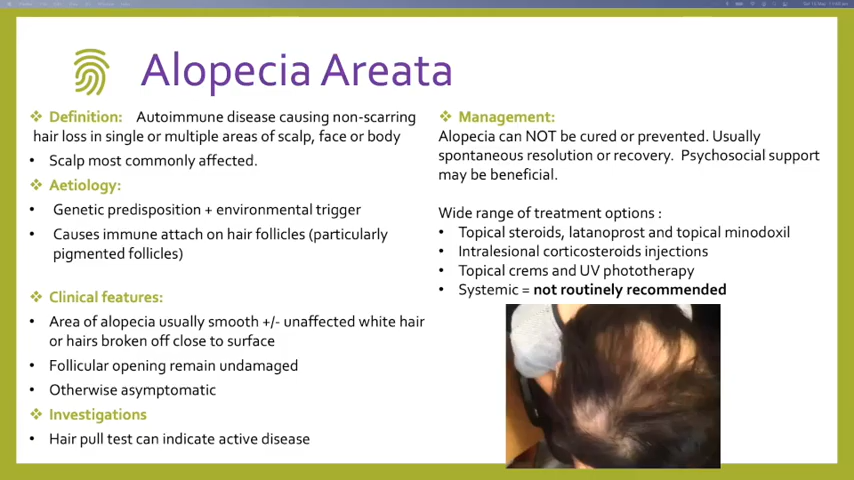 Alopecia Areata
❖ Definition: Autoimmune disease causing non-scarring
hair loss in single or multiple areas of scalp, face or body
• Scalp most commonly affected.
❖ Aetiology:
• Genetic predisposition + environmental trigger
• Causes immune attach on hair follicles (particularly
pigmented follicles)
❖ Clinical features:
• Area of alopecia usually smooth +/- unaffected white hair
or hairs broken off close to surface
• Follicular opening remain undamaged
• Otherwise asymptomatic
❖ Investigations
• Hair pull test can indicate active disease
❖ Management:
Alopecia can NOT be cured or prevented. Usually
spontaneous resolution or recovery. Psychosocial support
may be beneficial.
Wide range of treatment options :
• Topical steroids, latanoprost and topical minodoxil
• Intralesional corticosteroids injections
• Topical crems and UV phototherapy
• Systemic = not routinely recommended